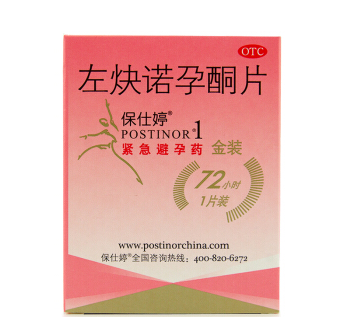 OTC
左炔诺孕酮片
保仕婷®
POSTINOR®1
紧急避孕药 金装
72小时
1片装
www.postinorchina.com
保仕婷®全国咨询热线：400-820-6272